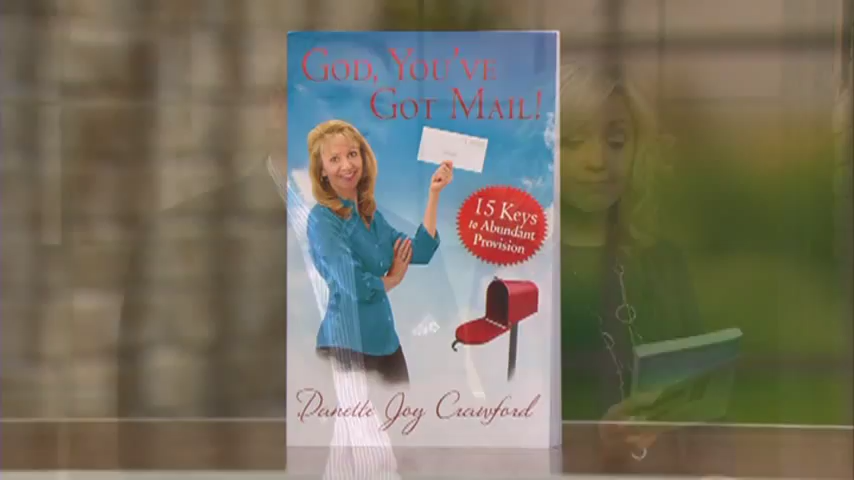 GOD, YOU'VE
GOT MAIL!
15 Keys
to Abundant
Provision
Danette Joy Crawford